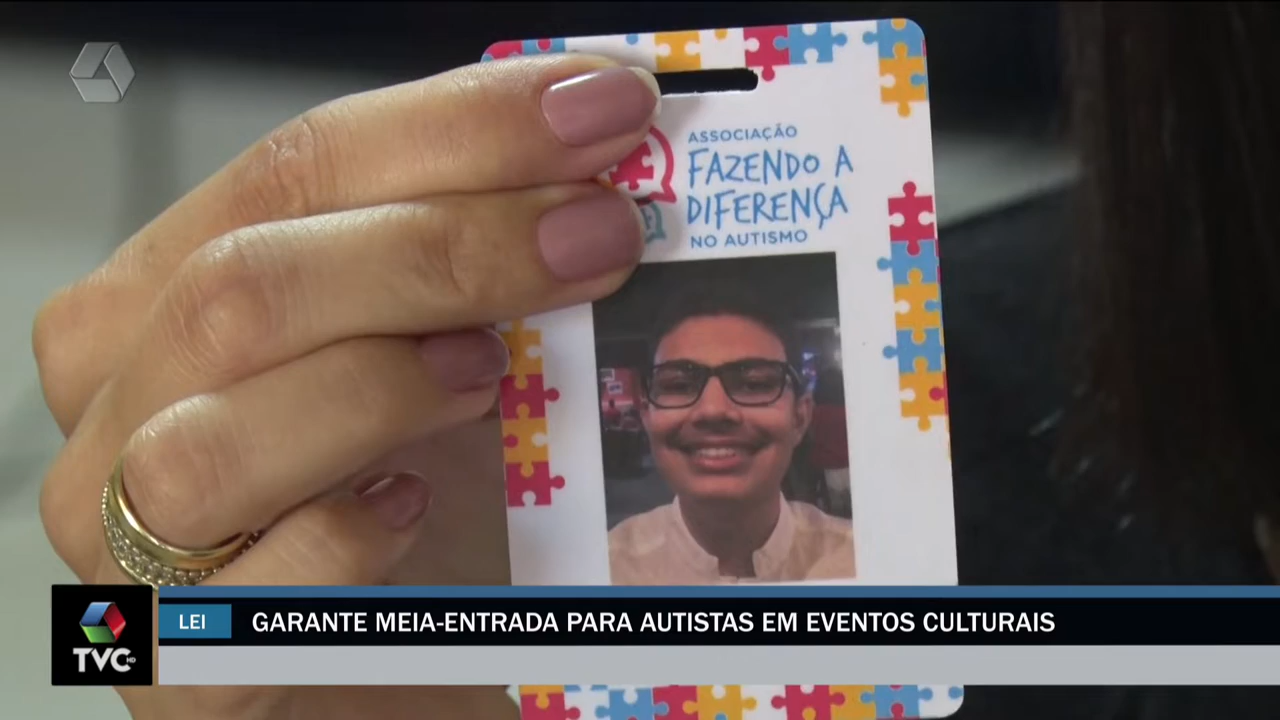 ASSOCIAÇÃO
FAZENDO A
DIFERENÇA
NO AUTISMO
LEI
GARANTE MEIA-ENTRADA PARA AUTISTAS EM EVENTOS CULTURAIS
TVC HD